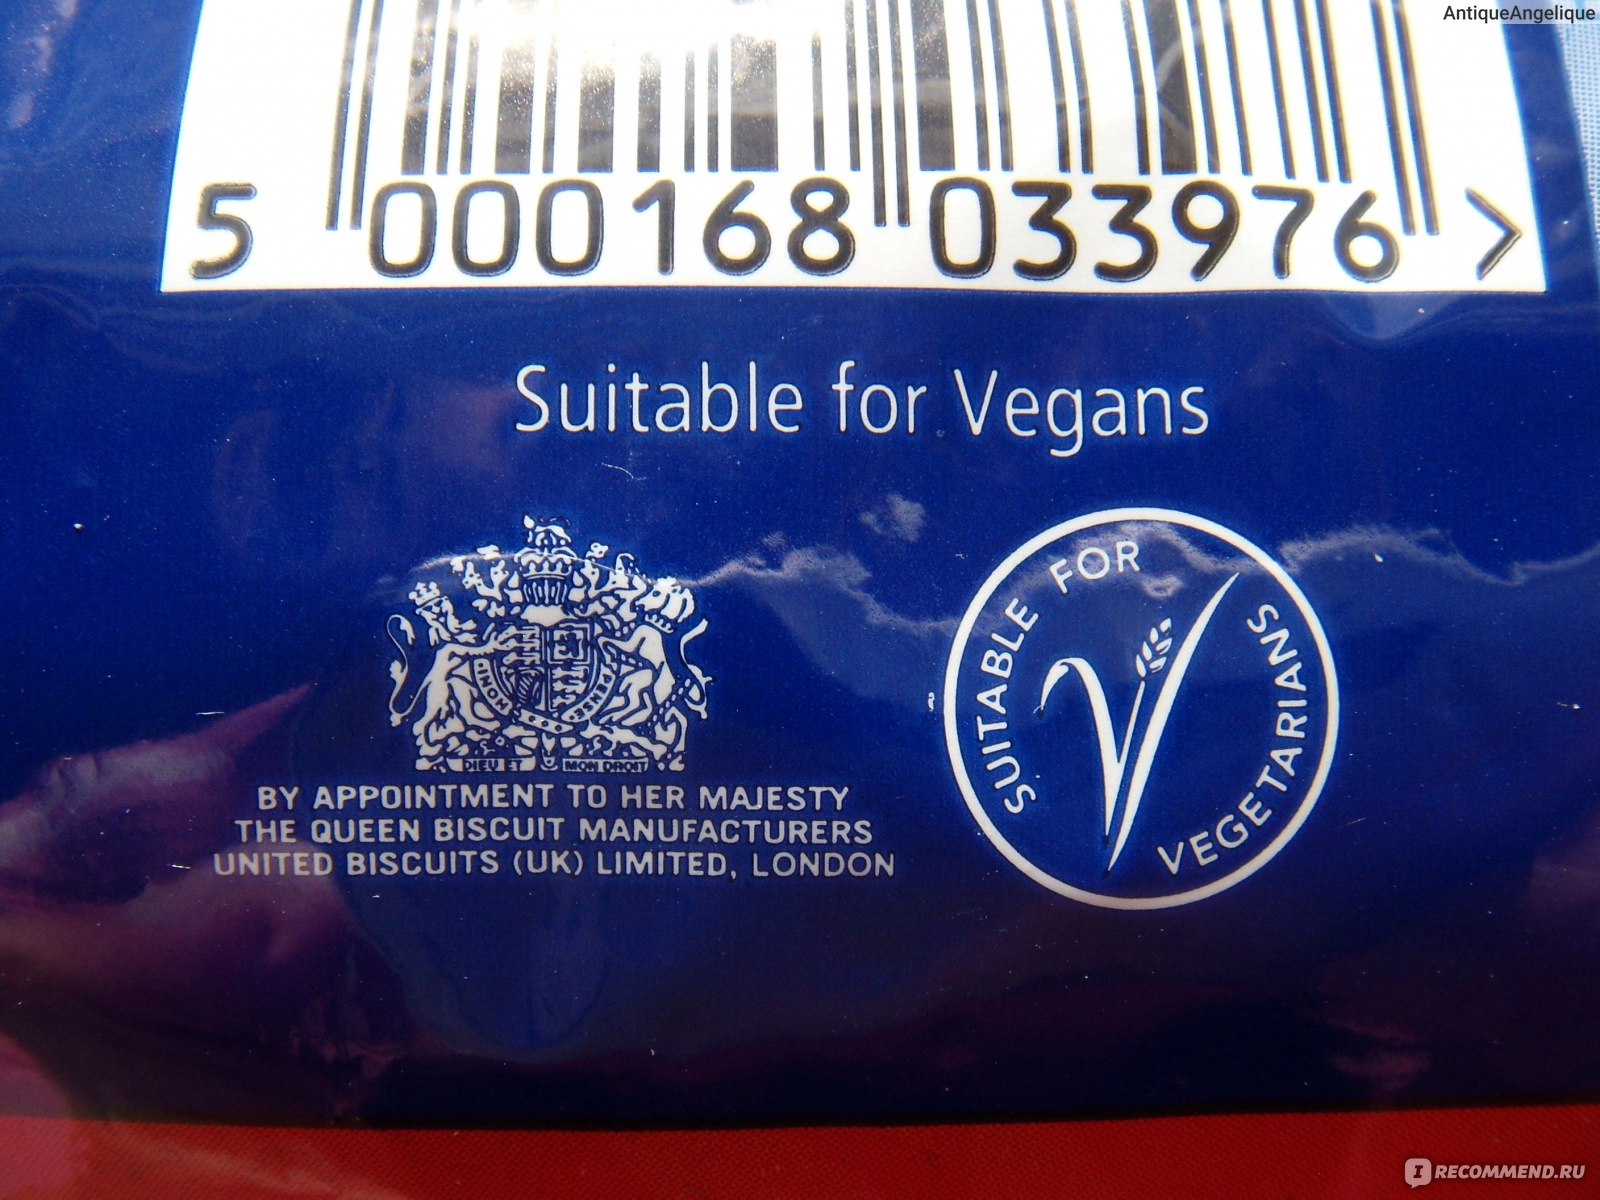 AntiqueAngelique
5 000168 033976 >
Suitable for Vegans
SUITABLE FOR VEGETARIANS
DIEU ET MON DROIT
BY APPOINTMENT TO HER MAJESTY
THE QUEEN BISCUIT MANUFACTURERS
UNITED BISCUITS (UK) LIMITED, LONDON
IRECOMMEND.RU